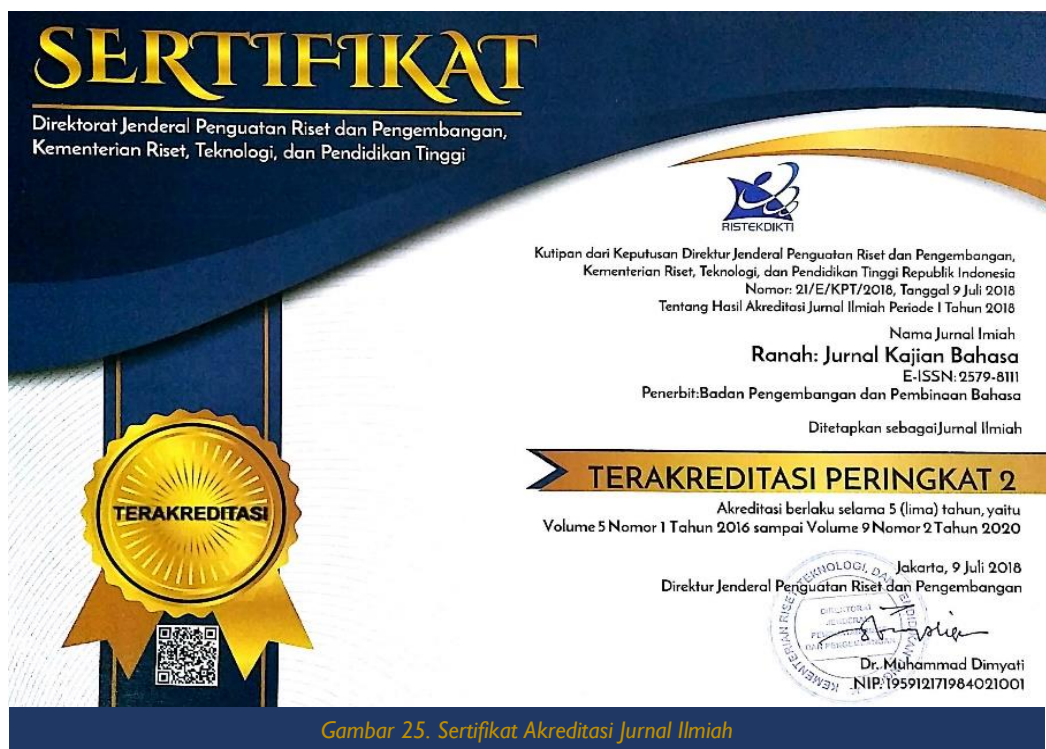 SERTIFIKAT
Direktorat Jenderal Penguatan Riset dan Pengembangan,
Kementerian Riset, Teknologi, dan Pendidikan Tinggi
RISTEKDIKTI
Kutipan dari Keputusan Direktur Jenderal Penguatan Riset dan Pengembangan,
Kementerian Riset, Teknologi, dan Pendidikan Tinggi Republik Indonesia
Nomor: 21/E/KPT/2018, Tanggal 9 Juli 2018
Tentang Hasil Akreditasi Jurnal Ilmiah Periode I Tahun 2018
Nama Jurnal Imiah
Ranah: Jurnal Kajian Bahasa
E-ISSN: 2579-8111
Penerbit:Badan Pengembangan dan Pembinaan Bahasa
Ditetapkan sebagai Jurnal Ilmiah
TERAKREDITASI PERINGKAT 2
Akreditasi berlaku selama 5 (lima) tahun, yaitu
Volume 5 Nomor 1 Tahun 2016 sampai Volume 9 Nomor 2 Tahun 2020
TERAKREDITASI
Jakarta, 9 Juli 2018
Direktur Jenderal Penguatan Riset dan Pengembangan
Dr. Muhammad Dimyati
NIP. 195912171984021001
Gambar 25. Sertifikat Akreditasi Jurnal Ilmiah